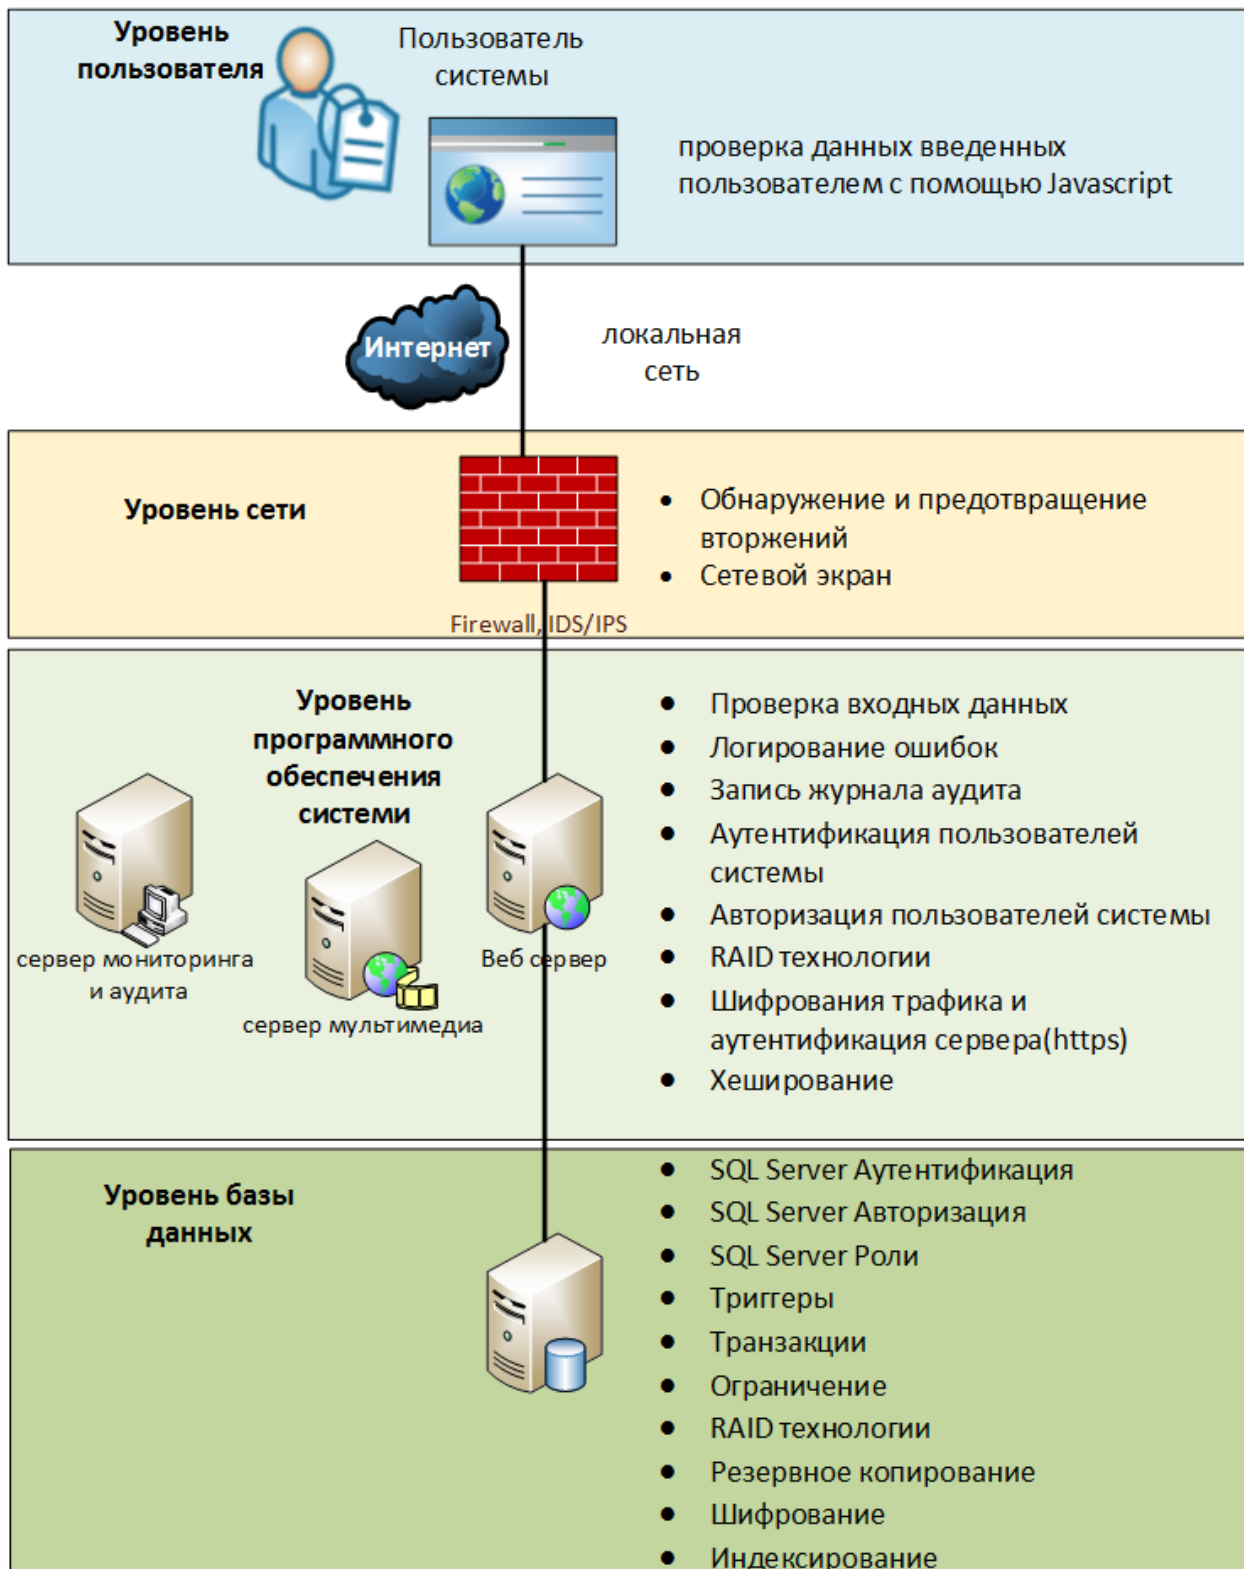 Уровень
пользователя
Пользователь
системы
проверка данных введенных
пользователем с помощью Javascript
Интернет
локальная
сеть
Уровень сети
• Обнаружение и предотвращение
вторжений
• Сетевой экран
Firewall, IDS/IPS
Уровень
программного
обеспечения
системи
сервер мониторинга
и аудита
сервер мультимедиа
Веб сервер
• Проверка входных данных
• Логирование ошибок
• Запись журнала аудита
• Аутентификация пользователей
системы
• Авторизация пользователей системы
• RAID технологии
• Шифрования трафика и
аутентификация сервера(https)
• Хеширование
Уровень базы
данных
• SQL Server Аутентификация
• SQL Server Авторизация
• SQL Server Роли
• Триггеры
• Транзакции
• Ограничение
• RAID технологии
• Резервное копирование
• Шифрование
• Индексирование